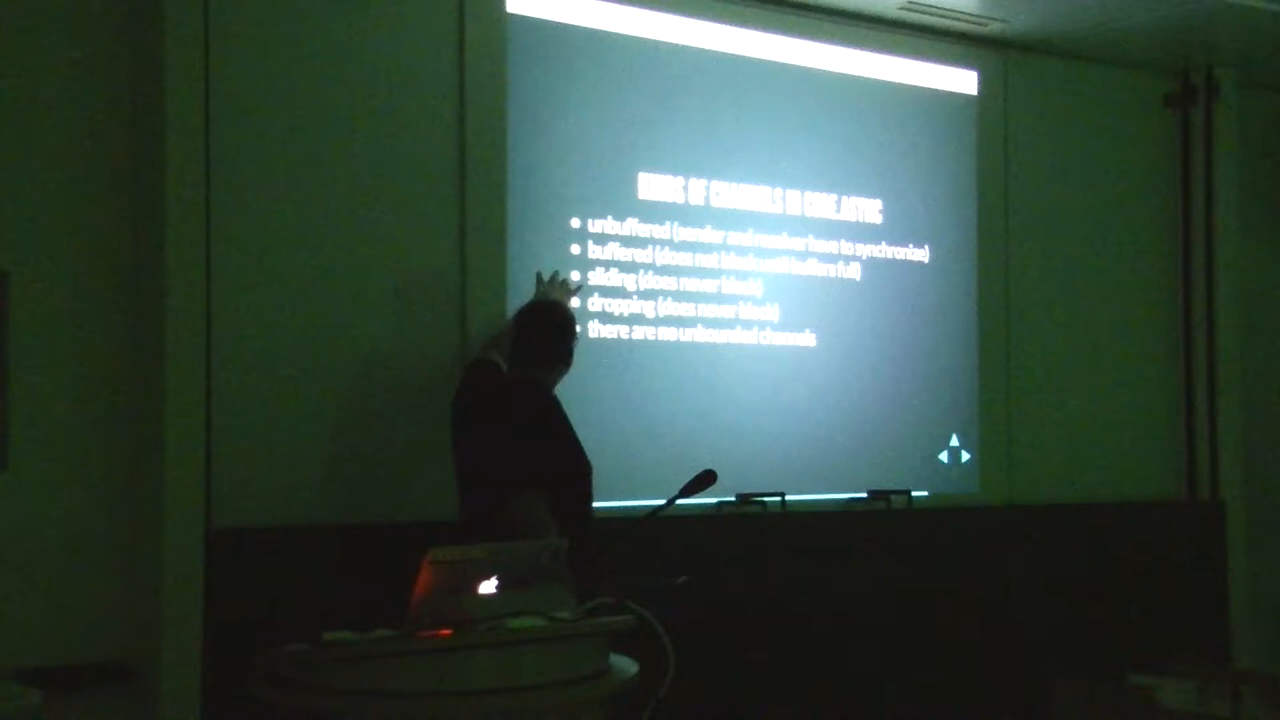 KINDS OF CHANNELS IN CORE.ASYNC
unbuffered (sender and receiver have to synchronize)
buffered (does not block until buffers full)
sliding (does never block)
dropping (does never block)
there are no unbounded channels